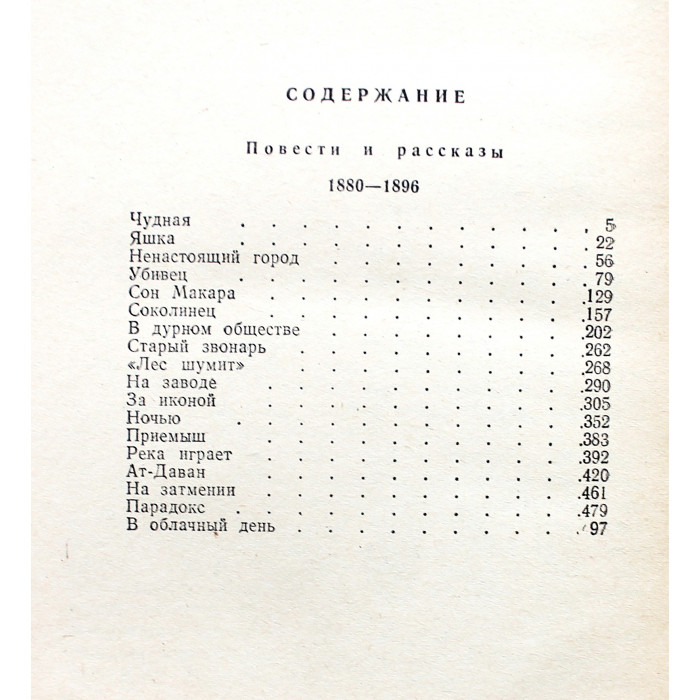 СОДЕРЖАНИЕ
Повести и рассказы
1880—1896
Чудная . . . . . . . . . . . . . 5
Яшка . . . . . . . . . . . . . 22
Ненастоящий город . . . . . . . . . . 56
Убивец . . . . . . . . . . . . 79
Сон Макара . . . . . . . . . . . .129
Соколинец . . . . . . . . . . . .157
В дурном обществе . . . . . . . . . .202
Старый звонарь . . . . . . . . . . .262
«Лес шумит» . . . . . . . . . . . .268
На заводе . . . . . . . . . . . .290
За иконой . . . . . . . . . . . .305
Ночью . . . . . . . . . . . . .352
Приемыш . . . . . . . . . . . .383
Река играет . . . . . . . . . . . .392
Ат-Даван . . . . . . . . . . . .420
На затмении . . . . . . . . . . . .461
Парадокс . . . . . . . . . . . . .479
В облачный день . . . . . . . . . . . 97